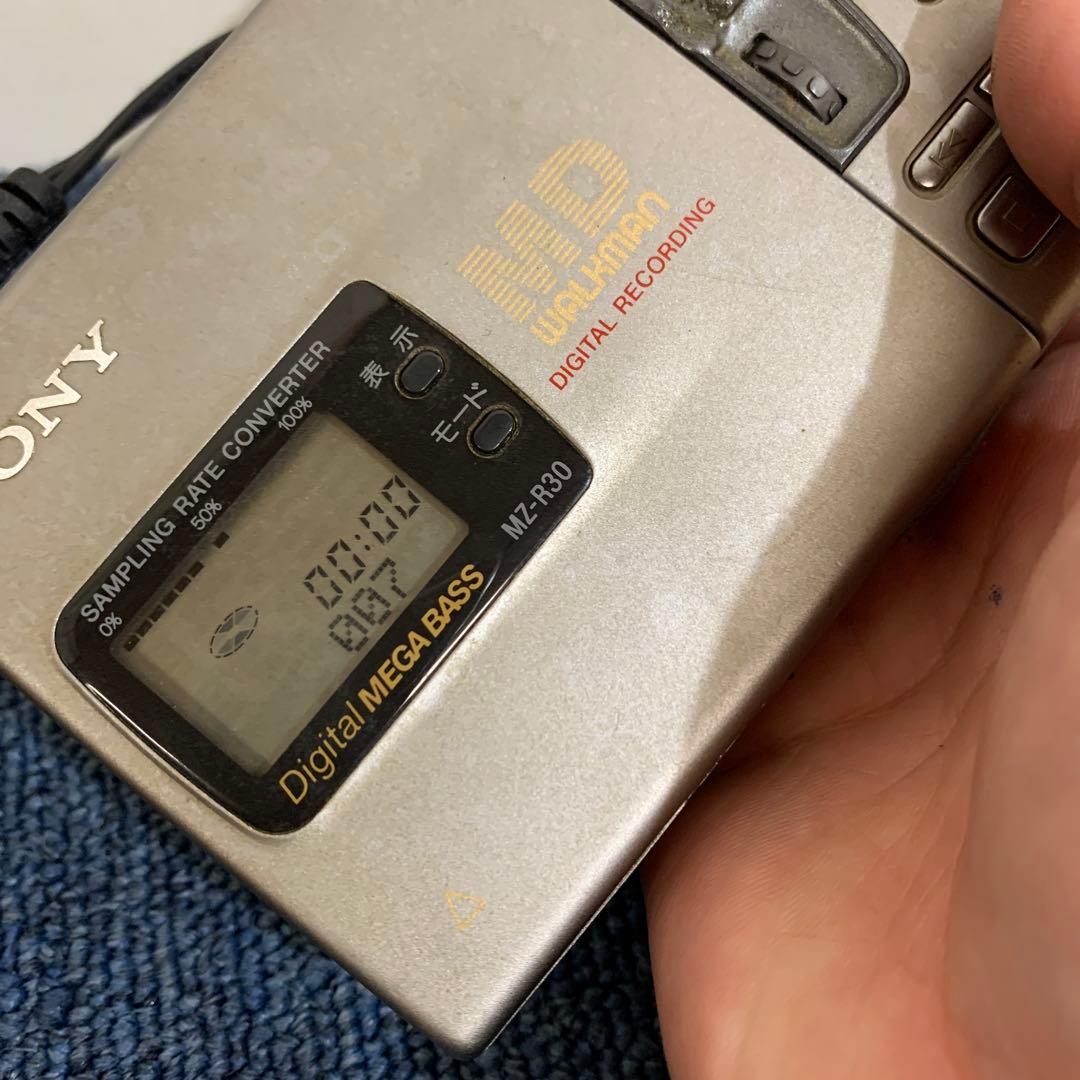 ONY
MD
WALKMAN
DIGITAL RECORDING
表示
モード
SAMPLING RATE CONVERTER
0% 50% 100%
MZ-R30
00:00
007
Digital MEGA BASS